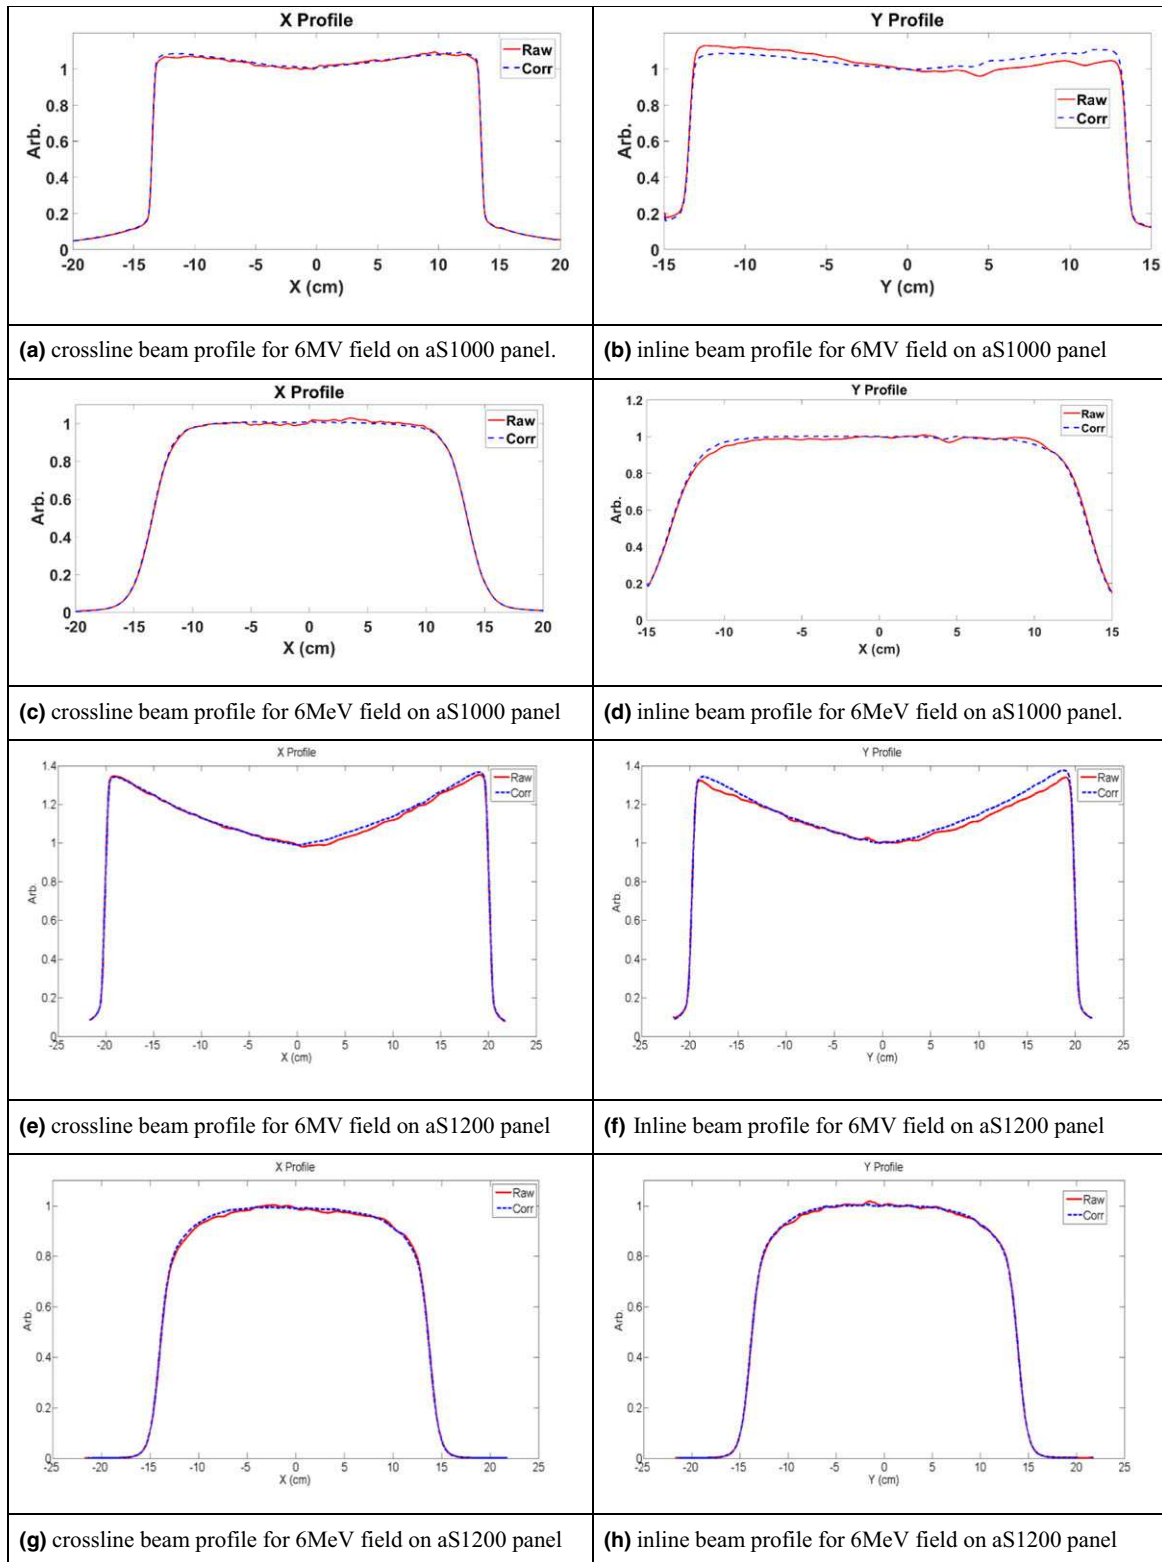 X Profile
Raw
Corr
1
0.8
0.6
0.4
0.2
0
Arb.
-20 -15 -10 -5 0 5 10 15 20
X (cm)
Y Profile
Raw
Corr
1
0.8
0.6
0.4
0.2
0
Arb.
-15 -10 -5 0 5 10 15
Y (cm)
(a) crossline beam profile for 6MV field on aS1000 panel.
(b) inline beam profile for 6MV field on aS1000 panel
X Profile
Raw
Corr
1
0.8
0.6
0.4
0.2
0
Arb.
-20 -15 -10 -5 0 5 10 15 20
X (cm)
Y Profile
Raw
Corr
1.2
1
0.8
0.6
0.4
0.2
0
Arb.
-15 -10 -5 0 5 10 15
X (cm)
(c) crossline beam profile for 6MeV field on aS1000 panel
(d) inline beam profile for 6MeV field on aS1000 panel.
X Profile
Raw
Corr
1.4
1.2
1
0.8
0.6
0.4
0.2
0
Arb.
-25 -20 -15 -10 -5 0 5 10 15 20 25
X (cm)
Y Profile
Raw
Corr
1.4
1.2
1
0.8
0.6
0.4
0.2
0
Arb.
-25 -20 -15 -10 -5 0 5 10 15 20 25
Y (cm)
(e) crossline beam profile for 6MV field on aS1200 panel
(f) Inline beam profile for 6MV field on aS1200 panel
X Profile
Raw
Corr
1
0.8
0.6
0.4
0.2
0
Arb.
-25 -20 -15 -10 -5 0 5 10 15 20 25
X (cm)
Y Profile
Raw
Corr
1
0.8
0.6
0.4
0.2
0
Arb.
-25 -20 -15 -10 -5 0 5 10 15 20 25
Y (cm)
(g) crossline beam profile for 6MeV field on aS1200 panel
(h) inline beam profile for 6MeV field on aS1200 panel